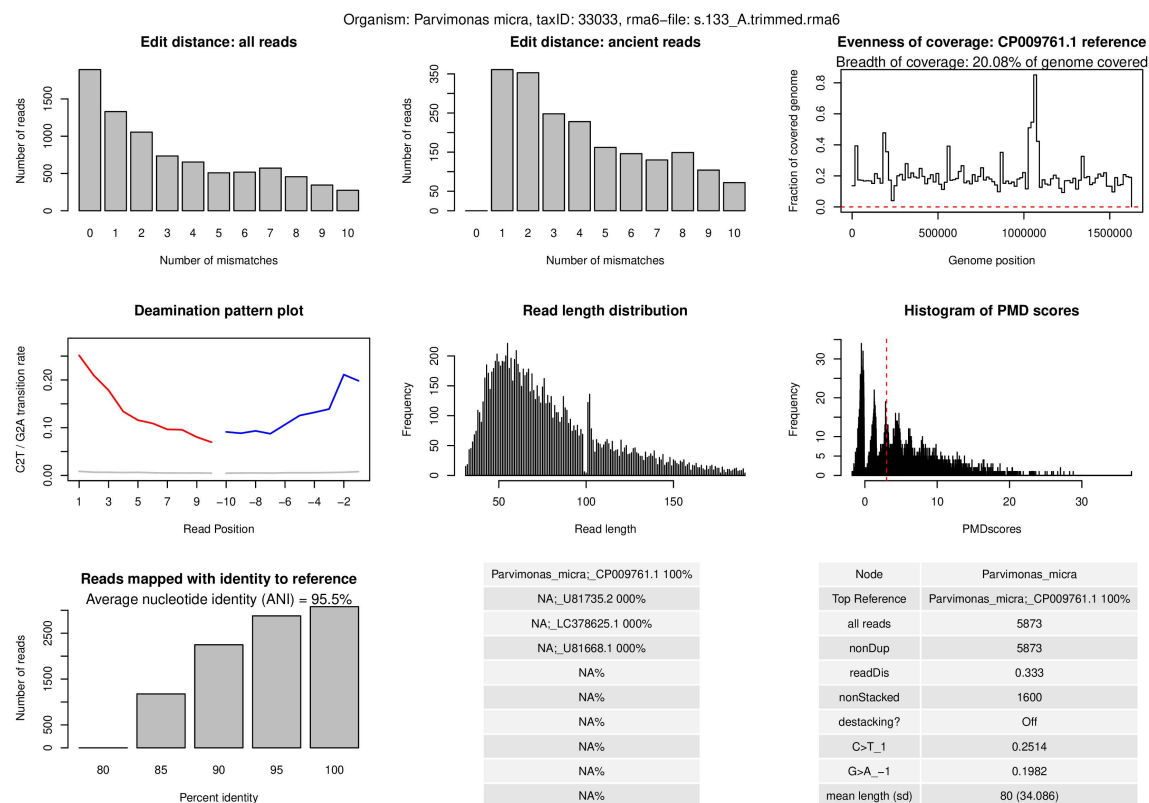 Organism: Parvimonas micra, taxID: 33033, rma6−file: s.133_A.trimmed.rma6
Edit distance: all reads
Number of reads
0 500 1000 1500
0 1 2 3 4 5 6 7 8 9 10
Number of mismatches
Edit distance: ancient reads
Number of reads
0 50 150 250 350
0 1 2 3 4 5 6 7 8 9 10
Number of mismatches
Evenness of coverage: CP009761.1 reference
Breadth of coverage: 20.08% of genome covered
Fraction of covered genome
0.0 0.2 0.4 0.6 0.8
0 500000 1000000 1500000
Genome position
Deamination pattern plot
C2T / G2A transition rate
0.00 0.10 0.20
1 3 5 7 9 −10 −8 −6 −4 −2
Read Position
Read length distribution
Frequency
0 50 100 150 200
50 100 150
Read length
Histogram of PMD scores
Frequency
0 5 10 20 30
0 10 20 30
PMDscores
Reads mapped with identity to reference
Average nucleotide identity (ANI) = 95.5%
Number of reads
0 500 1500 2500
80 85 90 95 100
Percent identity
Parvimonas_micra;_CP009761.1 100%
NA;_U81735.2 000%
NA;_LC378625.1 000%
NA;_U81668.1 000%
NA%
NA%
NA%
NA%
NA%
NA%
Node Parvimonas_micra
Top Reference Parvimonas_micra;_CP009761.1 100%
all reads 5873
nonDup 5873
readDis 0.333
nonStacked 1600
destacking? Off
C>T_1 0.2514
G>A_−1 0.1982
mean length (sd) 80 (34.086)